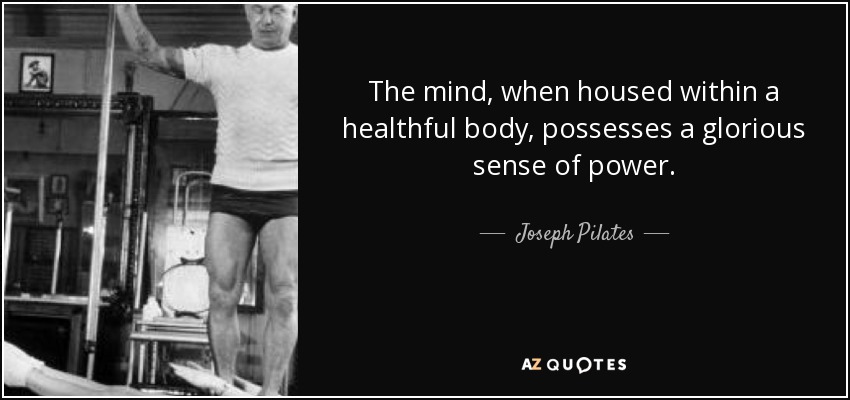 The mind, when housed within a
healthful body, possesses a glorious
sense of power.
Joseph Pilates
AZ QUOTES